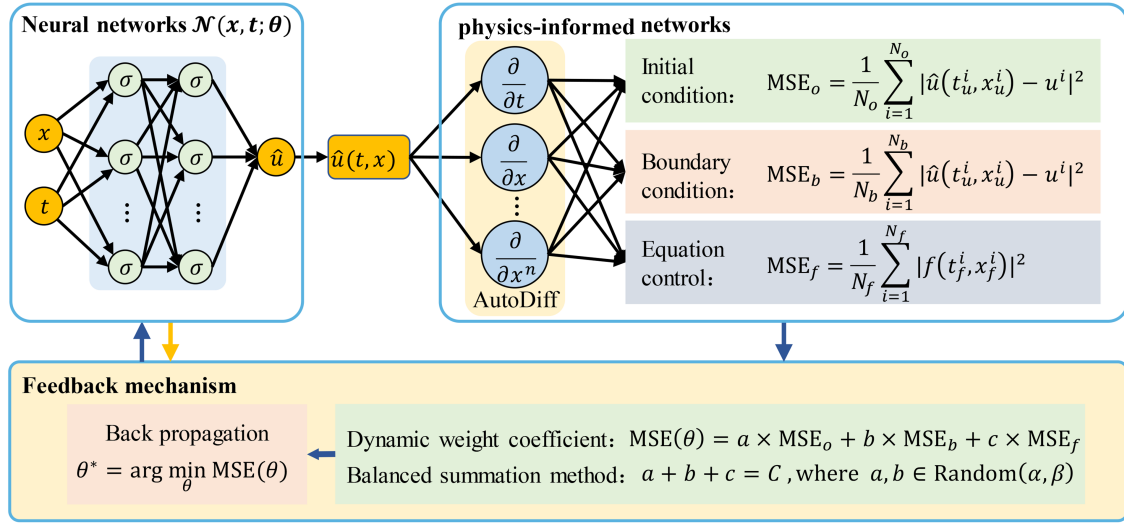 Neural networks 𝒩(x, t; θ)
x
t
σ
σ
σ
σ
⋮
⋮
σ
σ
û
û(t, x)
physics-informed networks
∂/∂t
∂/∂x
⋯
∂/∂xⁿ
AutoDiff
Initial
condition: MSE_o = 1/N_o ∑_{i=1}^{N_o} |û(t_u^i, x_u^i) − u^i|²
Boundary
condition: MSE_b = 1/N_b ∑_{i=1}^{N_b} |û(t_u^i, x_u^i) − u^i|²
Equation
control: MSE_f = 1/N_f ∑_{i=1}^{N_f} |f(t_f^i, x_f^i)|²
Feedback mechanism
Back propagation
θ* = arg min_θ MSE(θ)
Dynamic weight coefficient: MSE(θ) = a × MSE_o + b × MSE_b + c × MSE_f
Balanced summation method: a + b + c = C , where a, b ∈ Random(α, β)